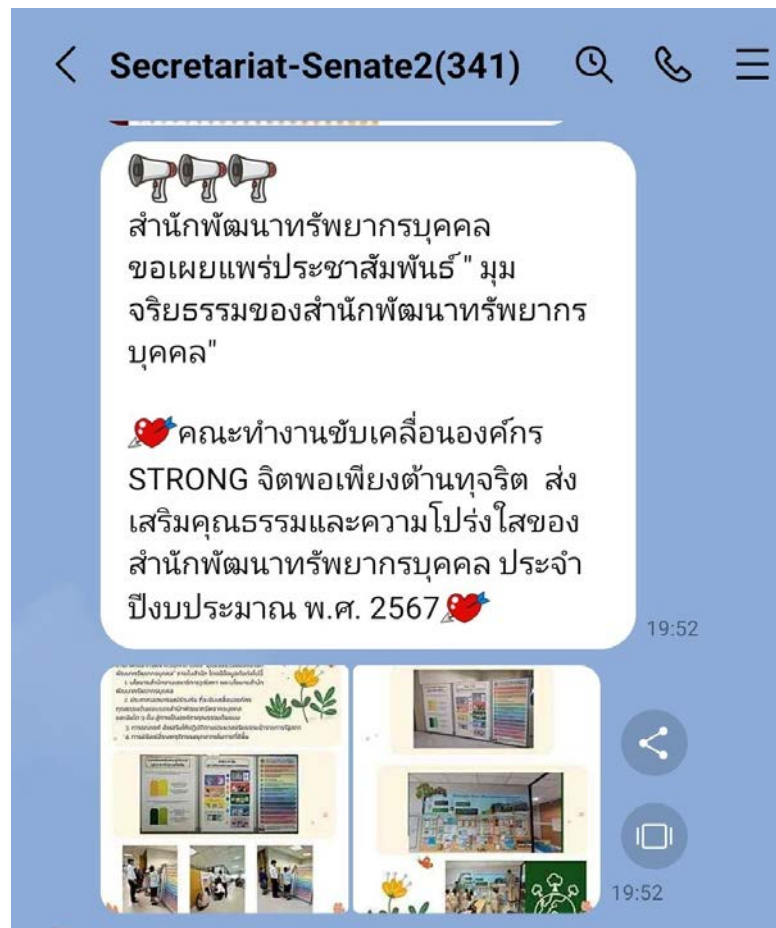 Secretariat-Senate2(341)
สำนักพัฒนาทรัพยากรบุคคล
ขอเผยแพร่ประชาสัมพันธ์ " มุม
จริยธรรมของสำนักพัฒนาทรัพยากร
บุคคล"
คณะทำงานขับเคลื่อนองค์กร
STRONG จิตพอเพียงต้านทุจริต ส่ง
เสริมคุณธรรมและความโปร่งใสของ
สำนักพัฒนาทรัพยากรบุคคล ประจำ
ปีงบประมาณ พ.ศ. 2567
19:52
19:52